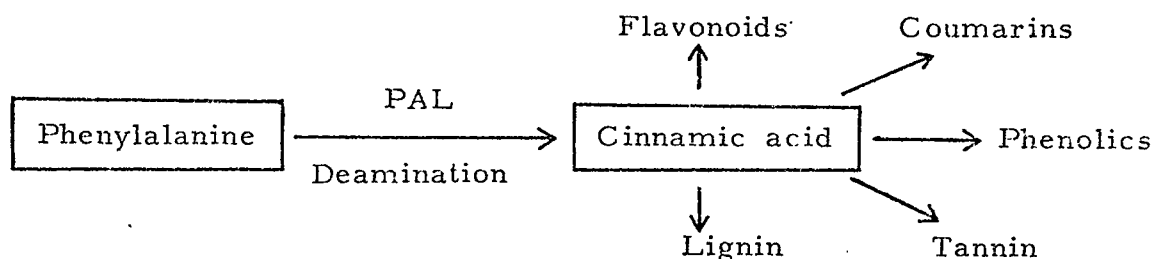 Flavonoids
Coumarins
PAL
Phenylalanine
Cinnamic acid
Phenolics
Deamination
Lignin
Tannin